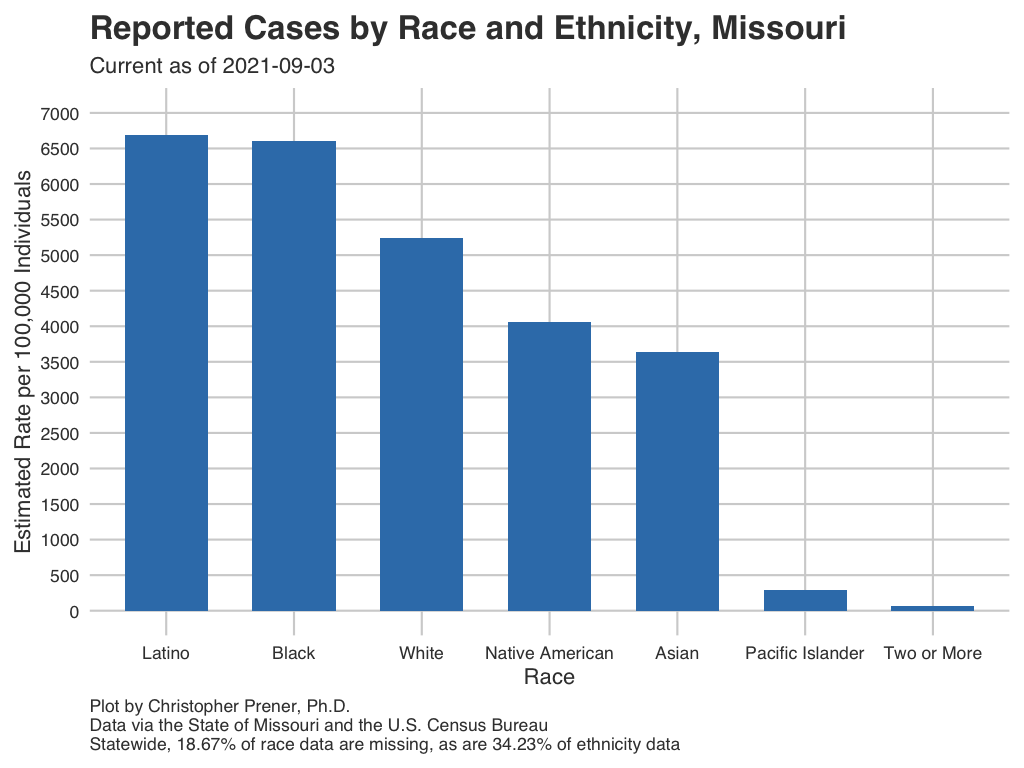 Reported Cases by Race and Ethnicity, Missouri
Current as of 2021-09-03
Estimated Rate per 100,000 Individuals
7000
6500
6000
5500
5000
4500
4000
3500
3000
2500
2000
1500
1000
500
0
Latino Black White Native American Asian Pacific Islander Two or More
Race
Plot by Christopher Prener, Ph.D.
Data via the State of Missouri and the U.S. Census Bureau
Statewide, 18.67% of race data are missing, as are 34.23% of ethnicity data